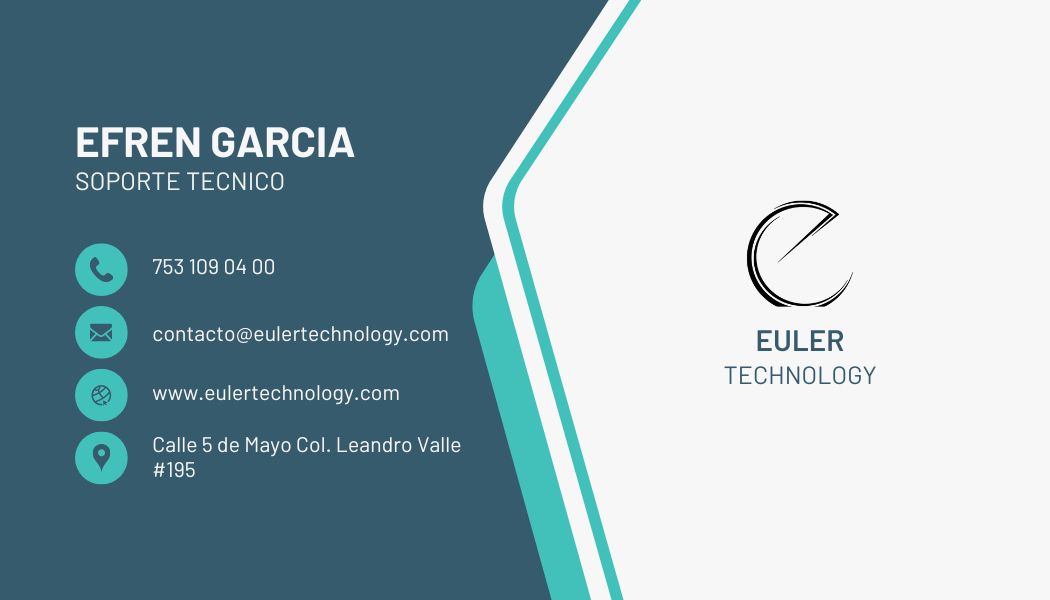 EFREN GARCIA
SOPORTE TECNICO
753 109 04 00
contacto@eulertechnology.com
www.eulertechnology.com
Calle 5 de Mayo Col. Leandro Valle
#195
e
EULER
TECHNOLOGY